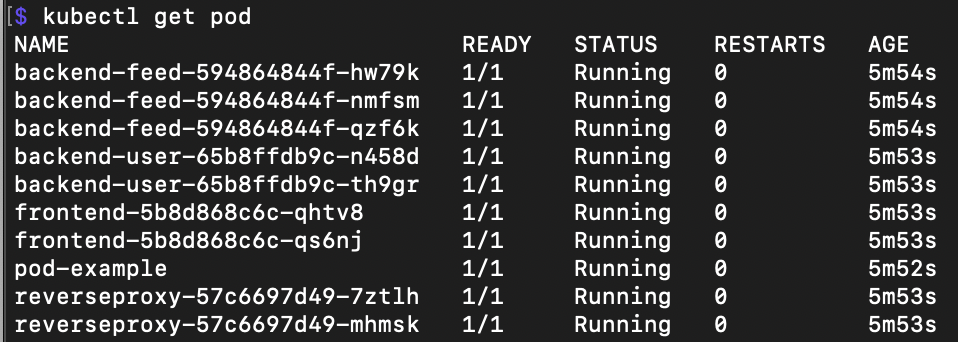 [$ kubectl get pod
NAME READY STATUS RESTARTS AGE
backend-feed-594864844f-hw79k 1/1 Running 0 5m54s
backend-feed-594864844f-nmfsm 1/1 Running 0 5m54s
backend-feed-594864844f-qzf6k 1/1 Running 0 5m54s
backend-user-65b8ffdb9c-n458d 1/1 Running 0 5m53s
backend-user-65b8ffdb9c-th9gr 1/1 Running 0 5m53s
frontend-5b8d868c6c-qhtv8 1/1 Running 0 5m53s
frontend-5b8d868c6c-qs6nj 1/1 Running 0 5m53s
pod-example 1/1 Running 0 5m52s
reverseproxy-57c6697d49-7ztlh 1/1 Running 0 5m53s
reverseproxy-57c6697d49-mhmsk 1/1 Running 0 5m53s